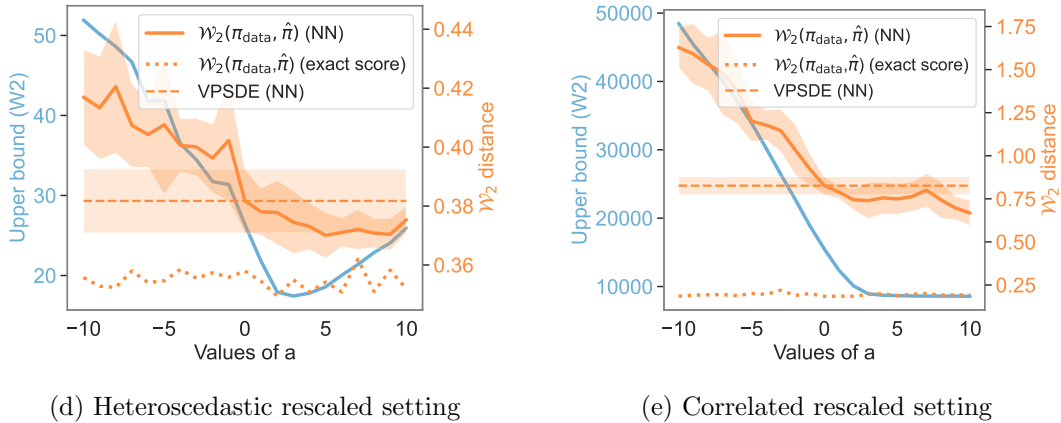 50
40
30
20
Upper bound (W2)
0.44
0.42
0.40
0.38
0.36
𝒲₂ distance
𝒲₂(π_data, π̂) (NN)
𝒲₂(π_data,π̂) (exact score)
VPSDE (NN)
−10 −5 0 5 10
Values of a
(d) Heteroscedastic rescaled setting
50000
40000
30000
20000
10000
Upper bound (W2)
1.75
1.50
1.25
1.00
0.75
0.50
0.25
𝒲₂ distance
𝒲₂(π_data, π̂) (NN)
𝒲₂(π_data,π̂) (exact score)
VPSDE (NN)
−10 −5 0 5 10
Values of a
(e) Correlated rescaled setting